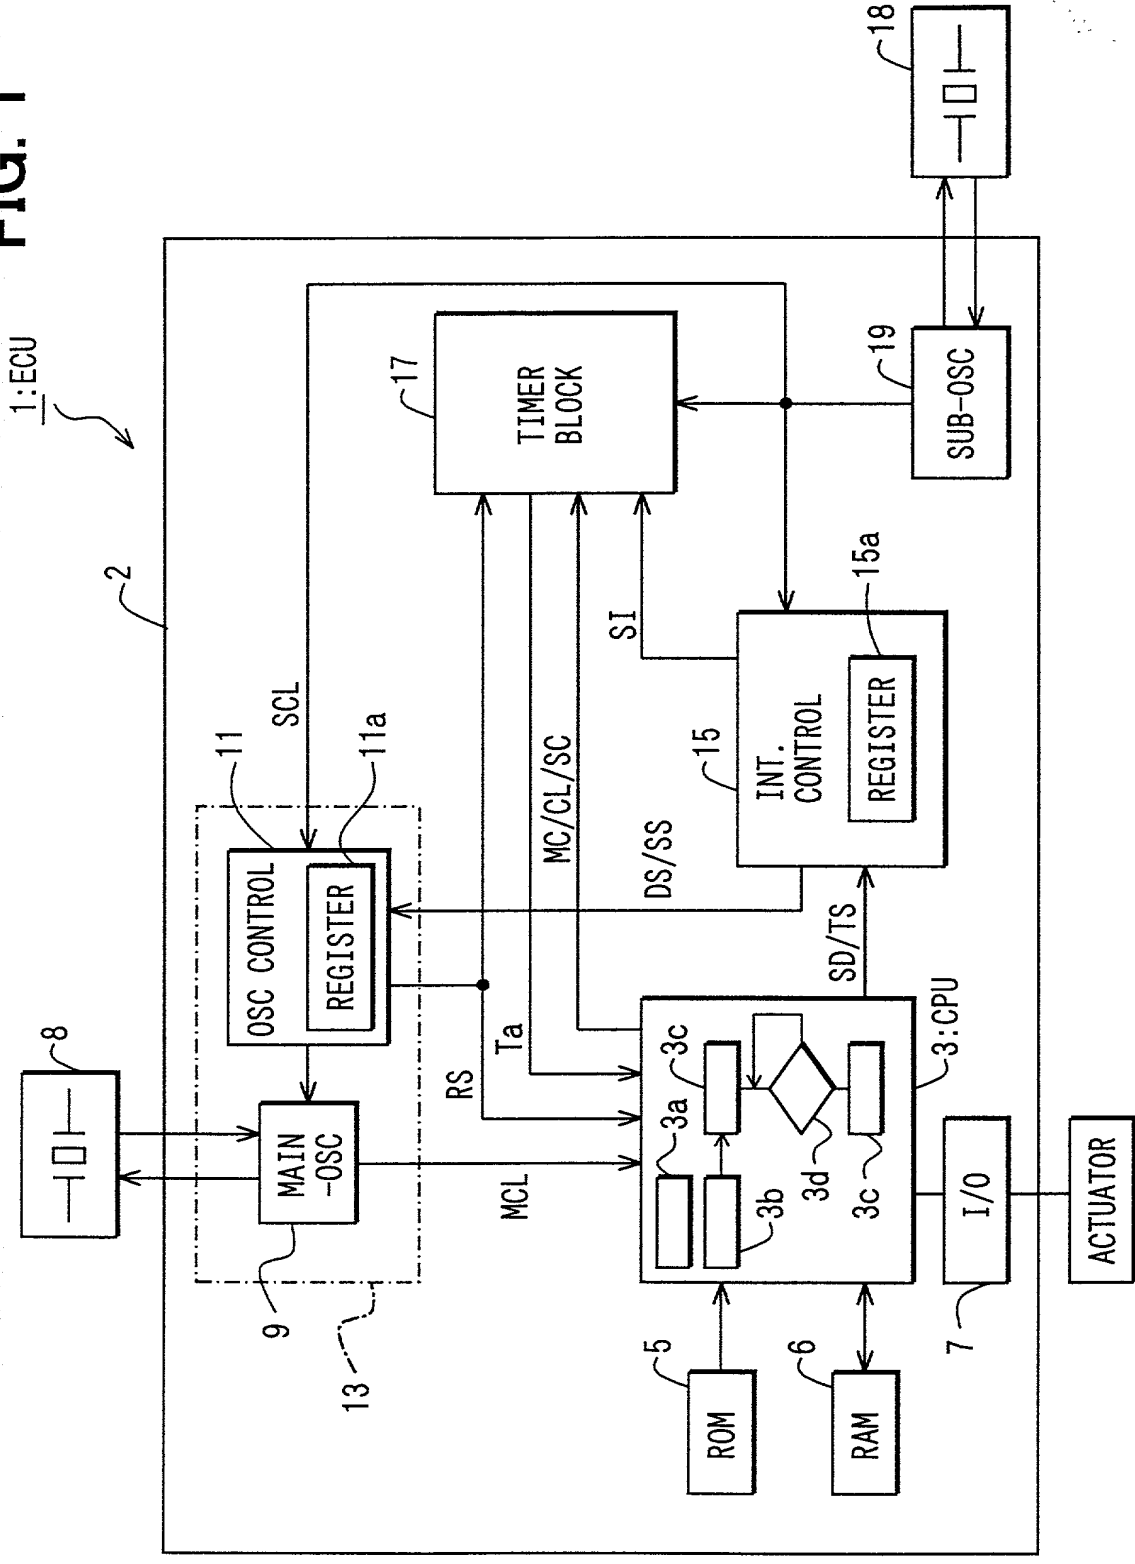 FIG. 1
1:ECU
2
8
18
SCL
11
11a
OSC CONTROL
REGISTER
MAIN
-OSC
9
13
17
TIMER
BLOCK
19
SUB-OSC
RS
Ta
MCL
MC/CL/SC
SI
DS/SS
SD/TS
15
INT.
CONTROL
15a
REGISTER
3a
3b
3c
3d
3c
3:CPU
5
ROM
6
RAM
7
I/O
ACTUATOR